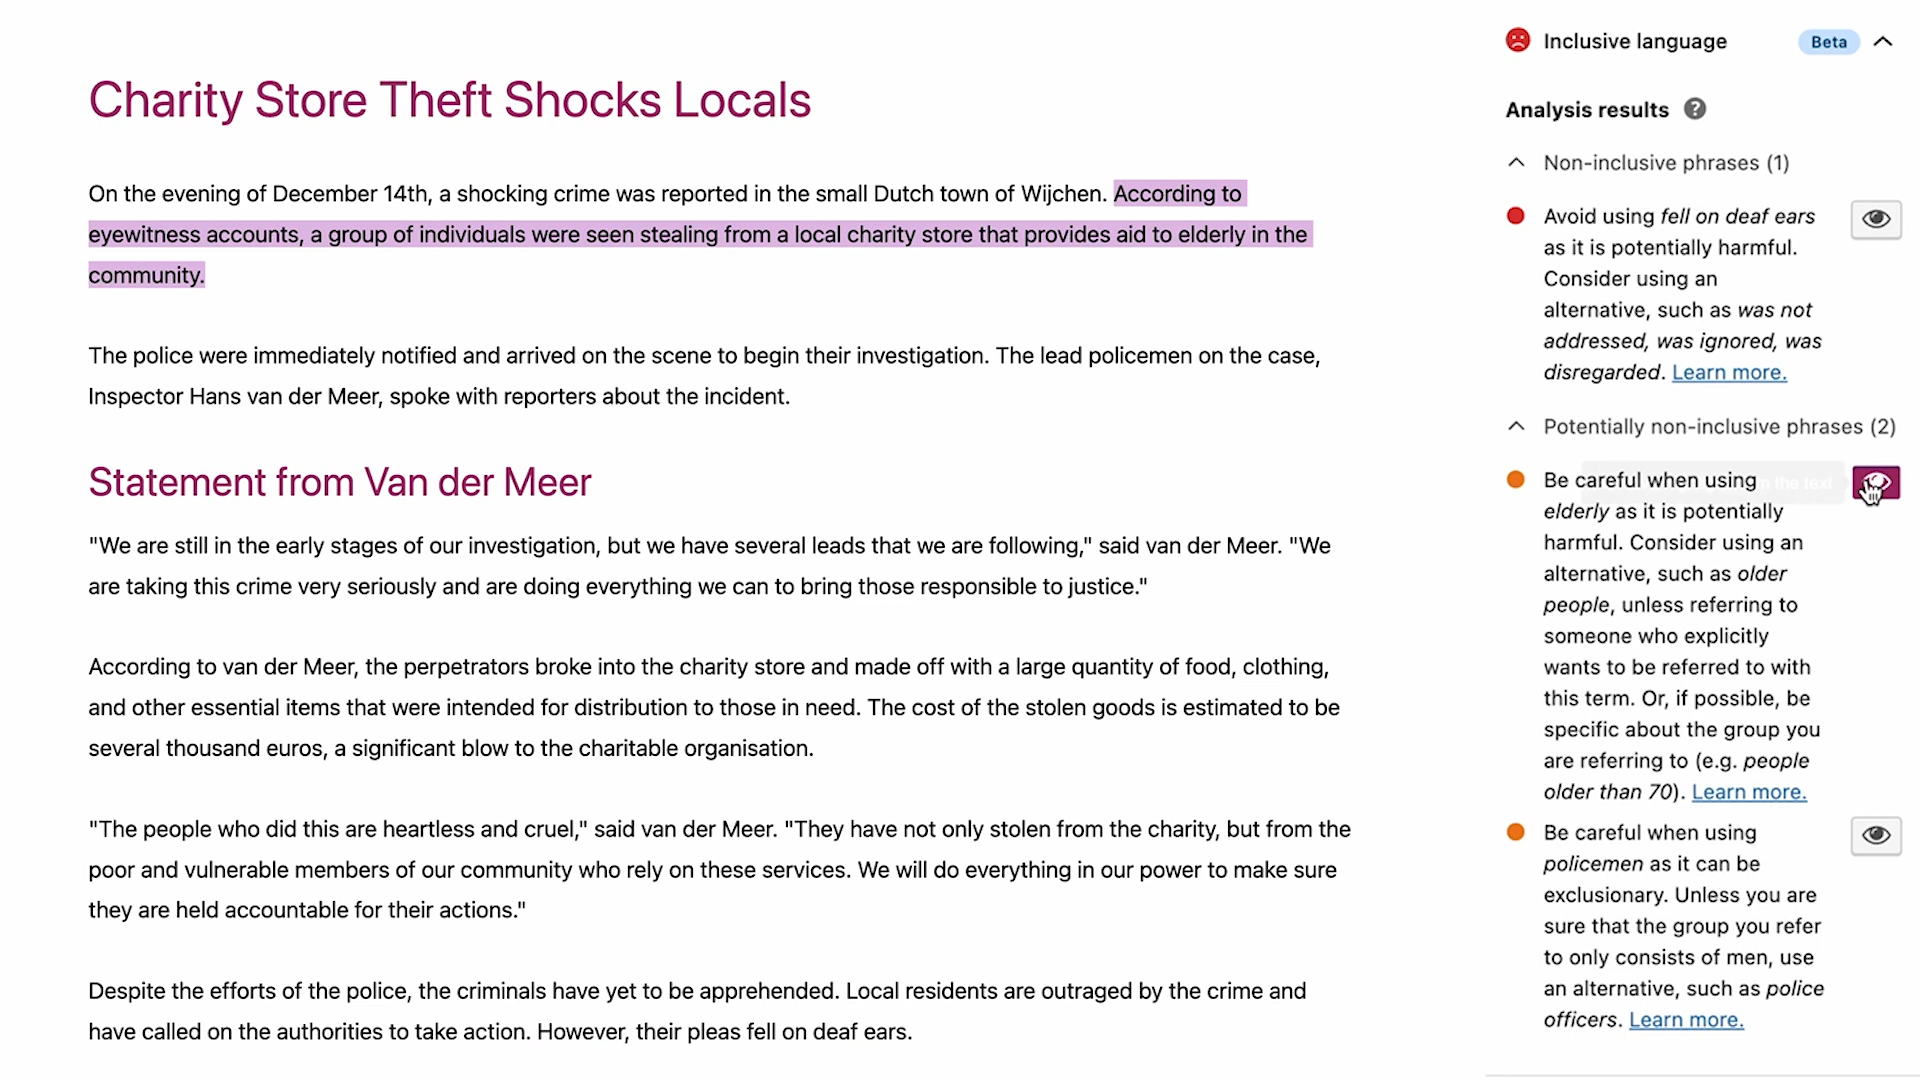 Charity Store Theft Shocks Locals
On the evening of December 14th, a shocking crime was reported in the small Dutch town of Wijchen. According to
eyewitness accounts, a group of individuals were seen stealing from a local charity store that provides aid to elderly in the
community.
The police were immediately notified and arrived on the scene to begin their investigation. The lead policemen on the case,
Inspector Hans van der Meer, spoke with reporters about the incident.
Statement from Van der Meer
"We are still in the early stages of our investigation, but we have several leads that we are following," said van der Meer. "We
are taking this crime very seriously and are doing everything we can to bring those responsible to justice."
According to van der Meer, the perpetrators broke into the charity store and made off with a large quantity of food, clothing,
and other essential items that were intended for distribution to those in need. The cost of the stolen goods is estimated to be
several thousand euros, a significant blow to the charitable organisation.
"The people who did this are heartless and cruel," said van der Meer. "They have not only stolen from the charity, but from the
poor and vulnerable members of our community who rely on these services. We will do everything in our power to make sure
they are held accountable for their actions."
Despite the efforts of the police, the criminals have yet to be apprehended. Local residents are outraged by the crime and
have called on the authorities to take action. However, their pleas fell on deaf ears.
Inclusive language Beta
Analysis results ?
Non-inclusive phrases (1)
Avoid using fell on deaf ears
as it is potentially harmful.
Consider using an
alternative, such as was not
addressed, was ignored, was
disregarded. Learn more.
Potentially non-inclusive phrases (2)
Be careful when using
elderly as it is potentially
harmful. Consider using an
alternative, such as older
people, unless referring to
someone who explicitly
wants to be referred to with
this term. Or, if possible, be
specific about the group you
are referring to (e.g. people
older than 70). Learn more.
Be careful when using
policemen as it can be
exclusionary. Unless you are
sure that the group you refer
to only consists of men, use
an alternative, such as police
officers. Learn more.